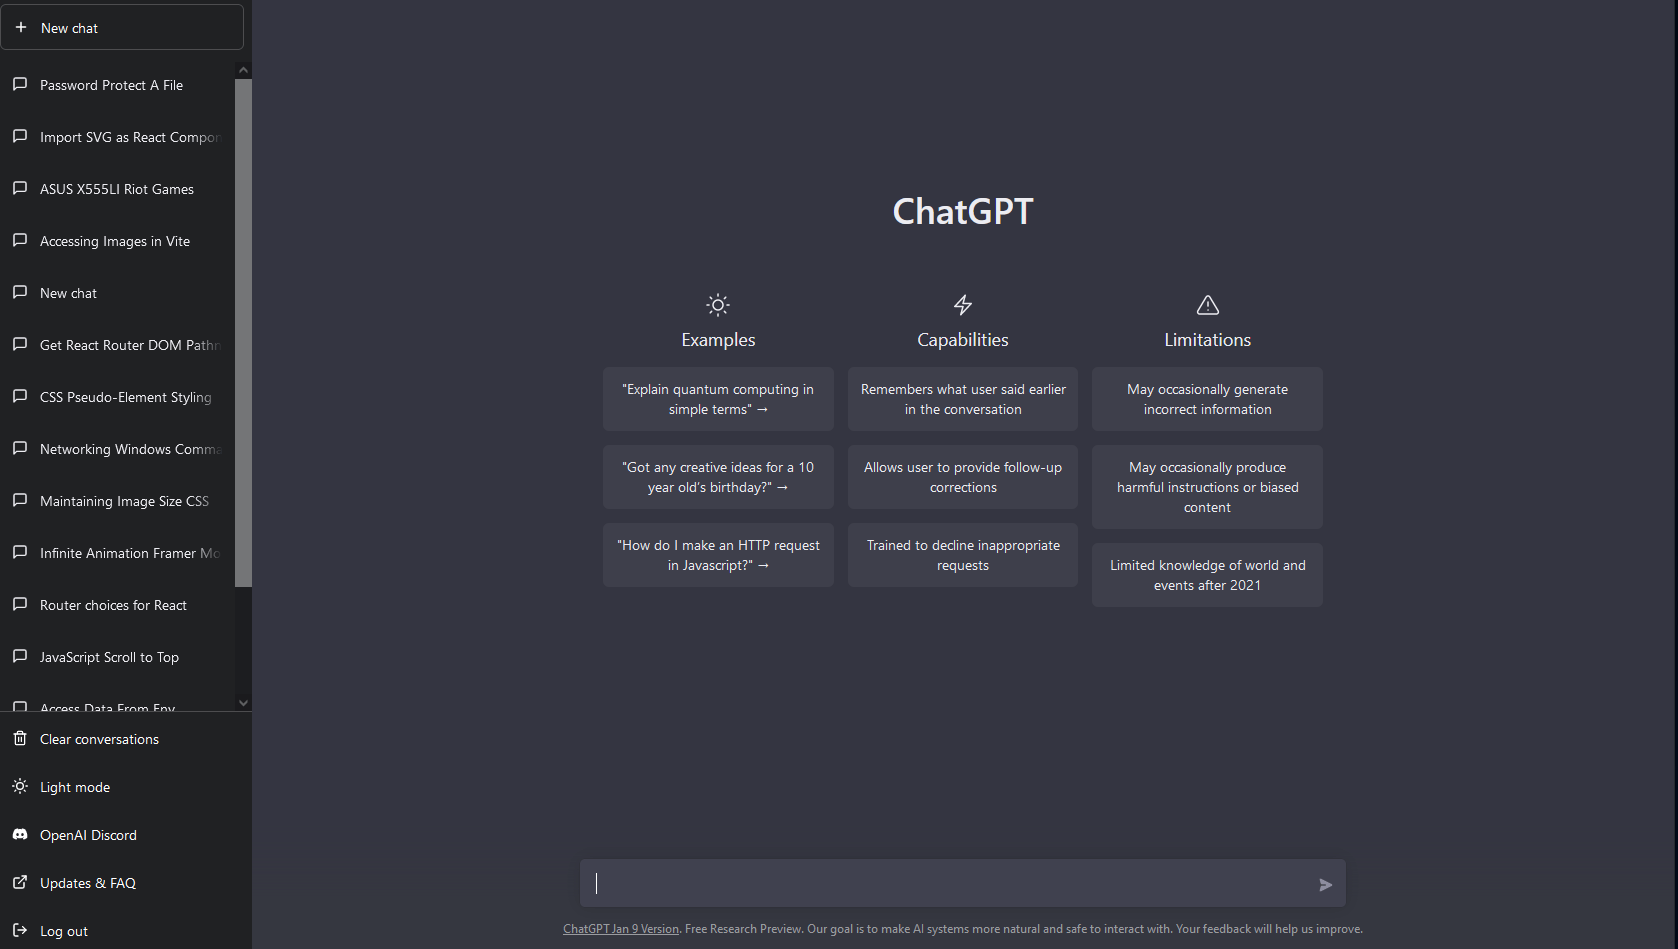 New chat
Password Protect A File
Import SVG as React Compon
ASUS X555LI Riot Games
Accessing Images in Vite
New chat
Get React Router DOM Pathn
CSS Pseudo-Element Styling
Networking Windows Comma
Maintaining Image Size CSS
Infinite Animation Framer Mo
Router choices for React
JavaScript Scroll to Top
Access Data From Env
Clear conversations
Light mode
OpenAI Discord
Updates & FAQ
Log out
ChatGPT
Examples
"Explain quantum computing in
simple terms" →
"Got any creative ideas for a 10
year old's birthday?" →
"How do I make an HTTP request
in Javascript?" →
Capabilities
Remembers what user said earlier
in the conversation
Allows user to provide follow-up
corrections
Trained to decline inappropriate
requests
Limitations
May occasionally generate
incorrect information
May occasionally produce
harmful instructions or biased
content
Limited knowledge of world and
events after 2021
ChatGPT Jan 9 Version. Free Research Preview. Our goal is to make AI systems more natural and safe to interact with. Your feedback will help us improve.